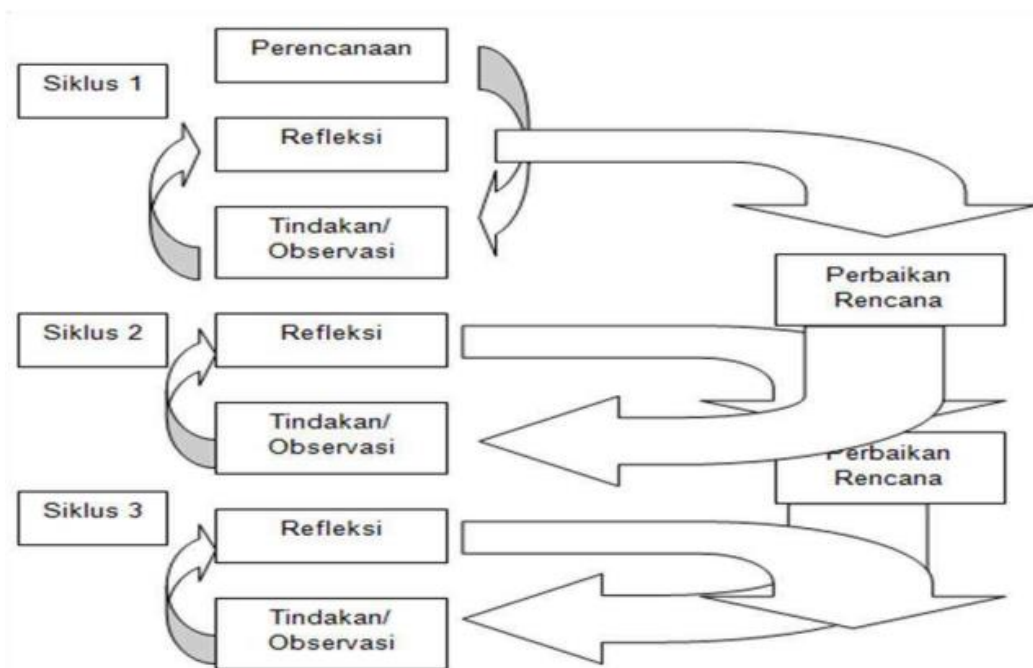 Perencanaan
Siklus 1
Refleksi
Tindakan/
Observasi
Perbaikan
Rencana
Siklus 2
Refleksi
Tindakan/
Observasi
Perbaikan
Rencana
Siklus 3
Refleksi
Tindakan/
Observasi